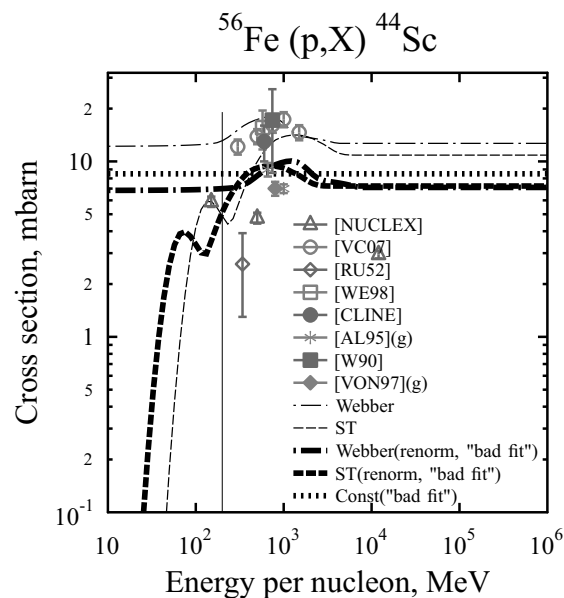 ⁵⁶Fe (p,X) ⁴⁴Sc
Cross section, mbarn
2
10
5
2
1
5
2
10⁻¹
10 10² 10³ 10⁴ 10⁵ 10⁶
Energy per nucleon, MeV
[NUCLEX]
[VC07]
[RU52]
[WE98]
[CLINE]
[AL95](g)
[W90]
[VON97](g)
Webber
ST
Webber(renorm, "bad fit")
ST(renorm, "bad fit")
Const("bad fit")